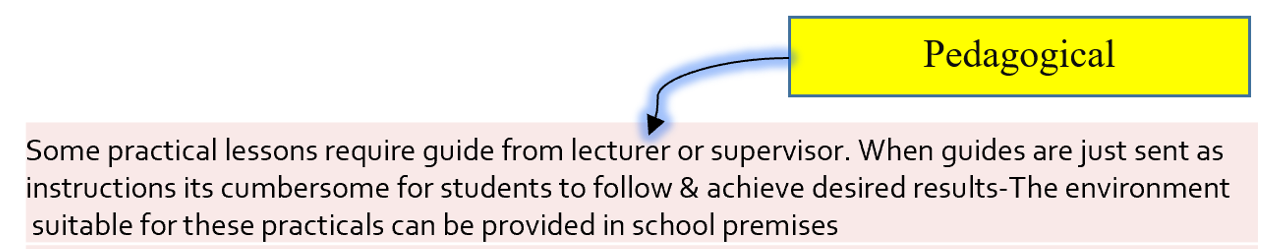 Pedagogical
Some practical lessons require guide from lecturer or supervisor. When guides are just sent as
instructions its cumbersome for students to follow & achieve desired results-The environment
suitable for these practicals can be provided in school premises